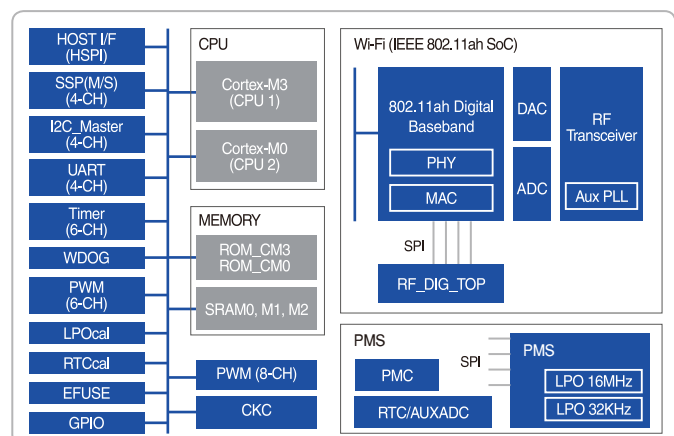 HOST I/F
(HSPI)
SSP(M/S)
(4-CH)
I2C_Master
(4-CH)
UART
(4-CH)
Timer
(6-CH)
WDOG
PWM
(6-CH)
LPOcal
RTCcal
EFUSE
GPIO
CPU
Cortex-M3
(CPU 1)
Cortex-M0
(CPU 2)
MEMORY
ROM_CM3
ROM_CM0
SRAM0, M1, M2
PWM (8-CH)
CKC
Wi-Fi (IEEE 802.11ah SoC)
802.11ah Digital
Baseband
PHY
MAC
DAC
ADC
RF
Transceiver
Aux PLL
SPI
RF_DIG_TOP
PMS
PMC
RTC/AUXADC
SPI
PMS
LPO 16MHz
LPO 32KHz